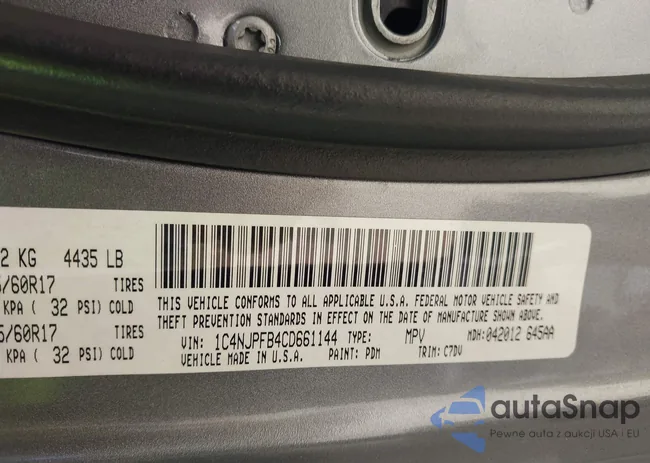 2 KG 4435 LB
/60R17 TIRES
KPA ( 32 PSI) COLD
5/60R17 TIRES
KPA ( 32 PSI) COLD
THIS VEHICLE CONFORMS TO ALL APPLICABLE U.S.A. FEDERAL MOTOR VEHICLE SAFETY AND
THEFT PREVENTION STANDARDS IN EFFECT ON THE DATE OF MANUFACTURE SHOWN ABOVE.
VIN: 1C4NJPFB4CD661144 TYPE: MPV MDH: 042012 645AA
VEHICLE MADE IN U.S.A. PAINT: PDM TRIM: C7DV
autaSnap
Pewne auta z aukcji USA i EU